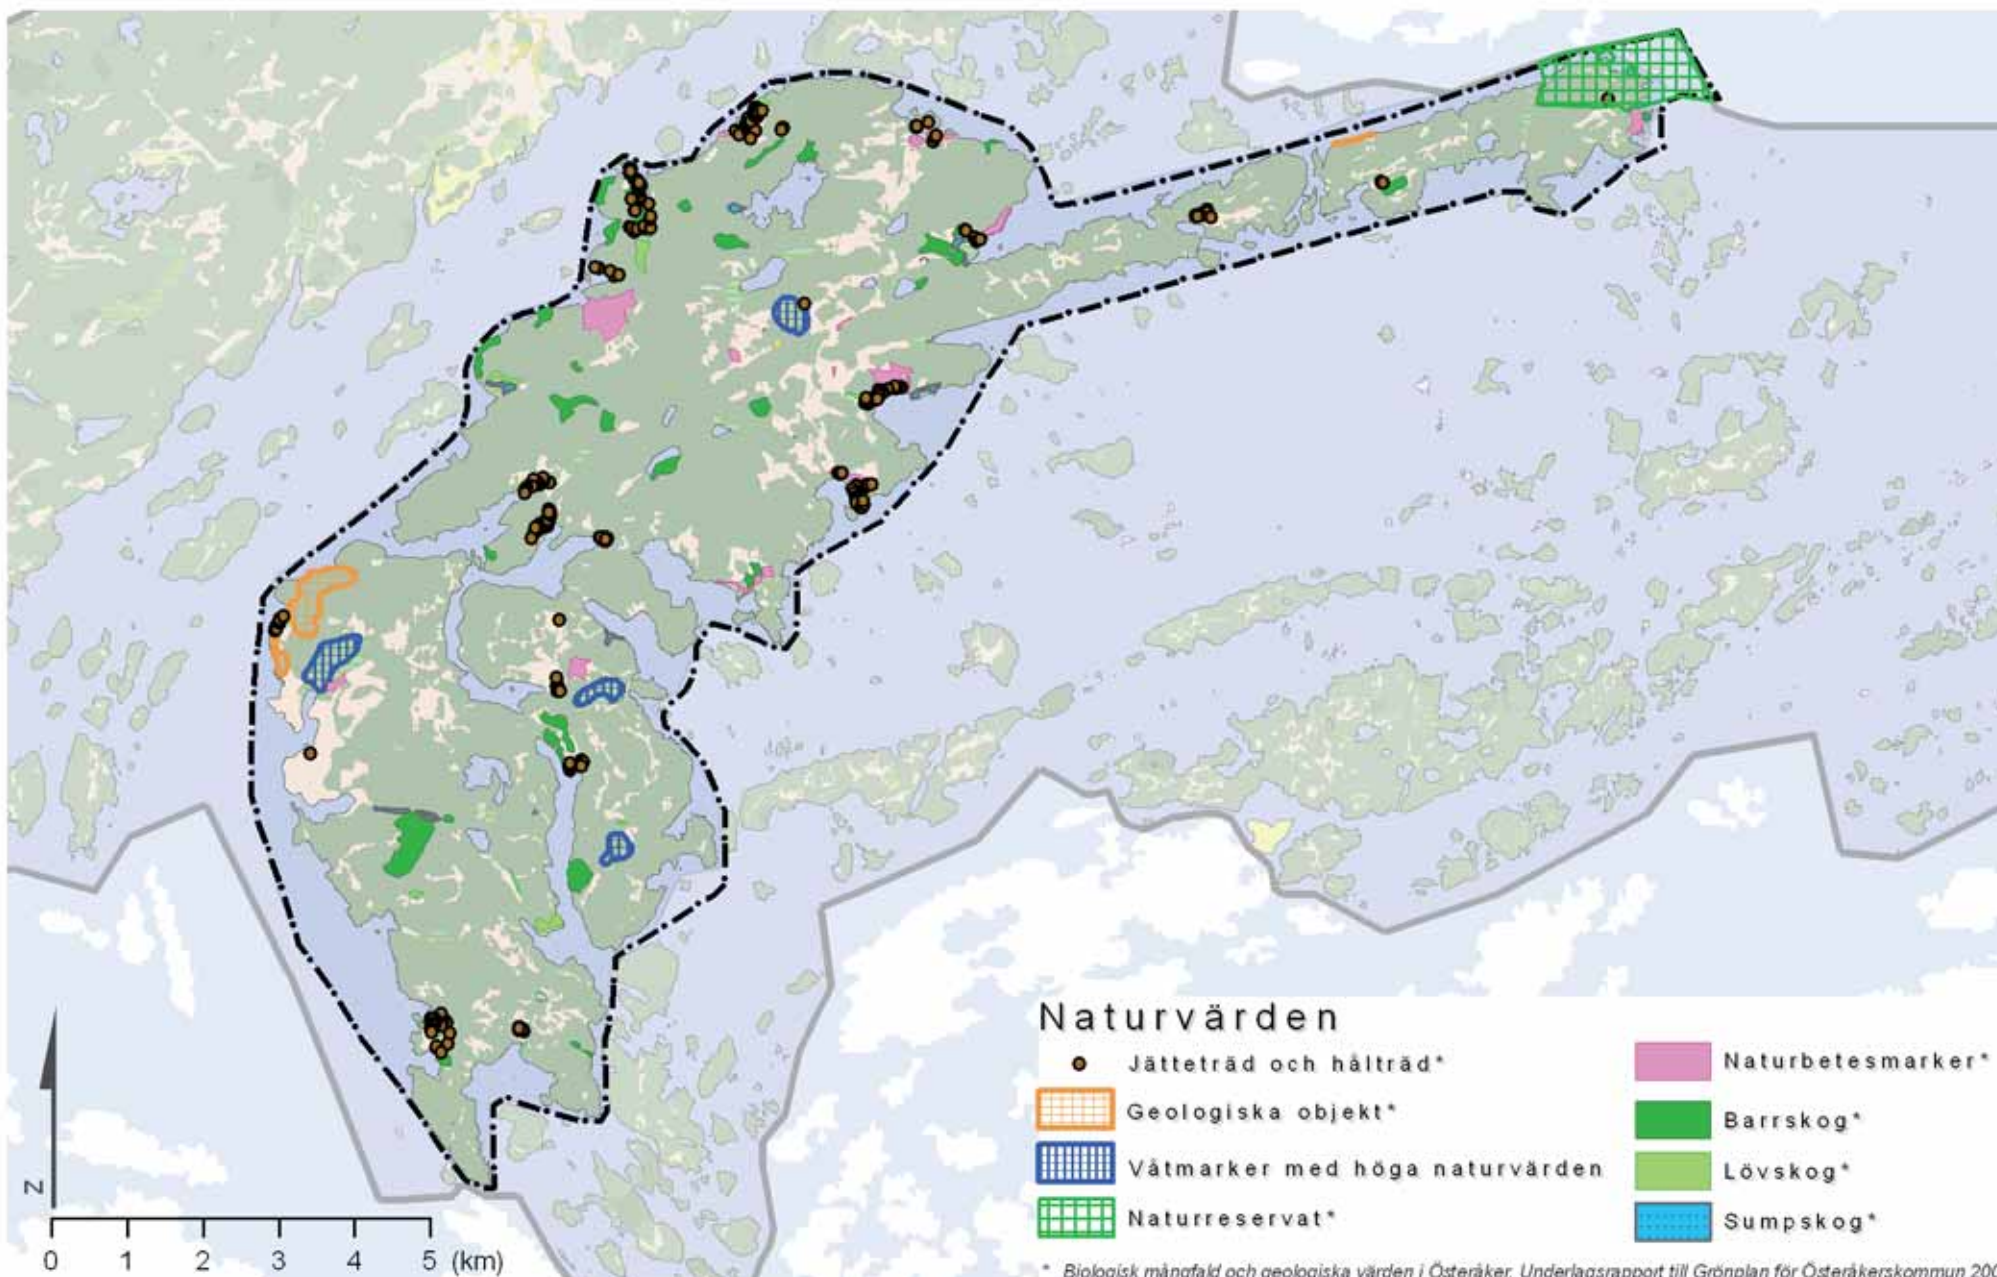 Naturvärden
Jätteträd och hålträd*
Geologiska objekt*
Våtmarker med höga naturvärden
Naturreservat*
Naturbetesmarker*
Barrskog*
Lövskog*
Sumpskog*
* Biologisk mångfald och geologiska värden i Österåker. Underlagsrapport till Grönplan för Österåkerskommun
N
0 1 2 3 4 5 (km)